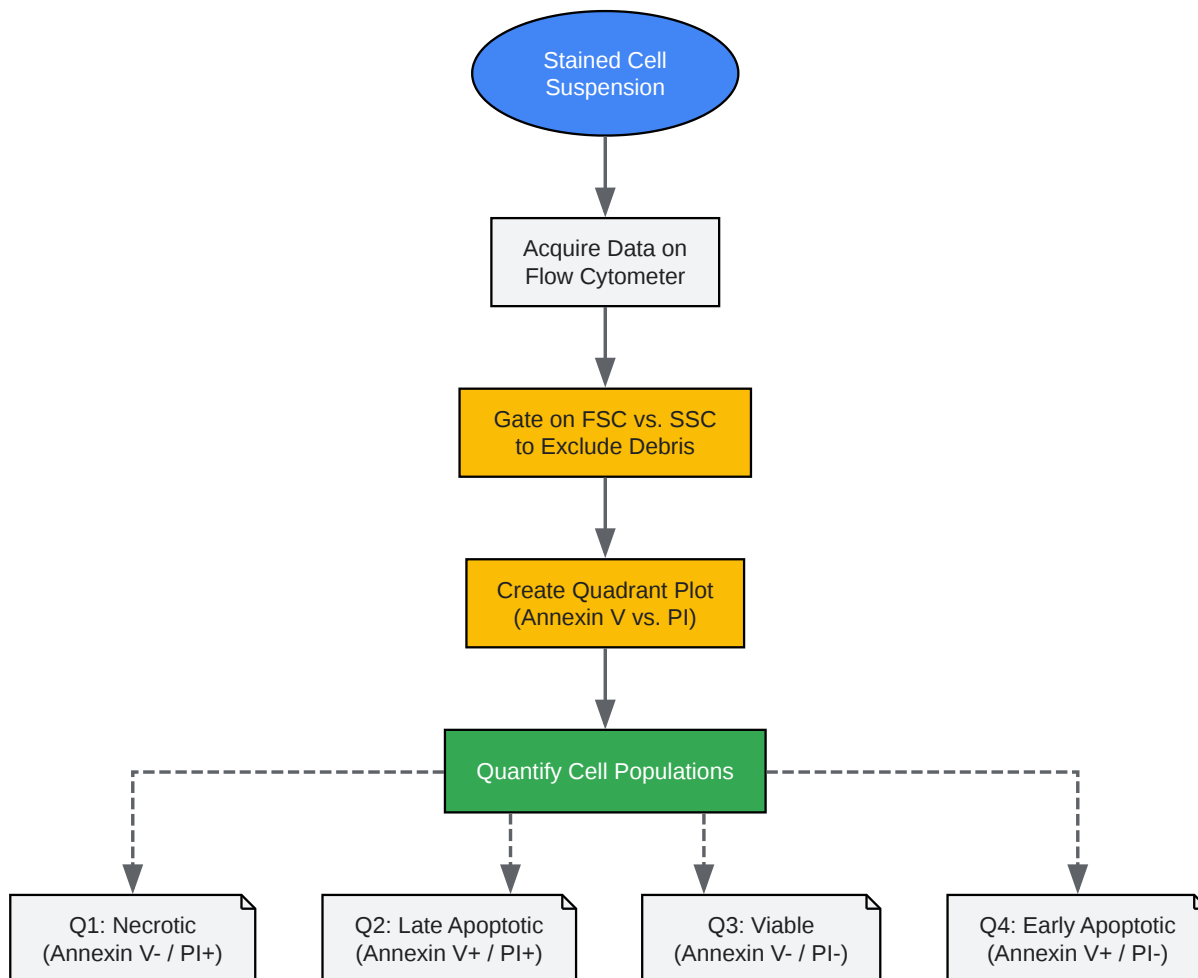 Stained Cell
Suspension
Acquire Data on
Flow Cytometer
Gate on FSC vs. SSC
to Exclude Debris
Create Quadrant Plot
(Annexin V vs. PI)
Quantify Cell Populations
Q1: Necrotic
(Annexin V- / PI+)
Q2: Late Apoptotic
(Annexin V+ / PI+)
Q3: Viable
(Annexin V- / PI-)
Q4: Early Apoptotic
(Annexin V+ / PI-)